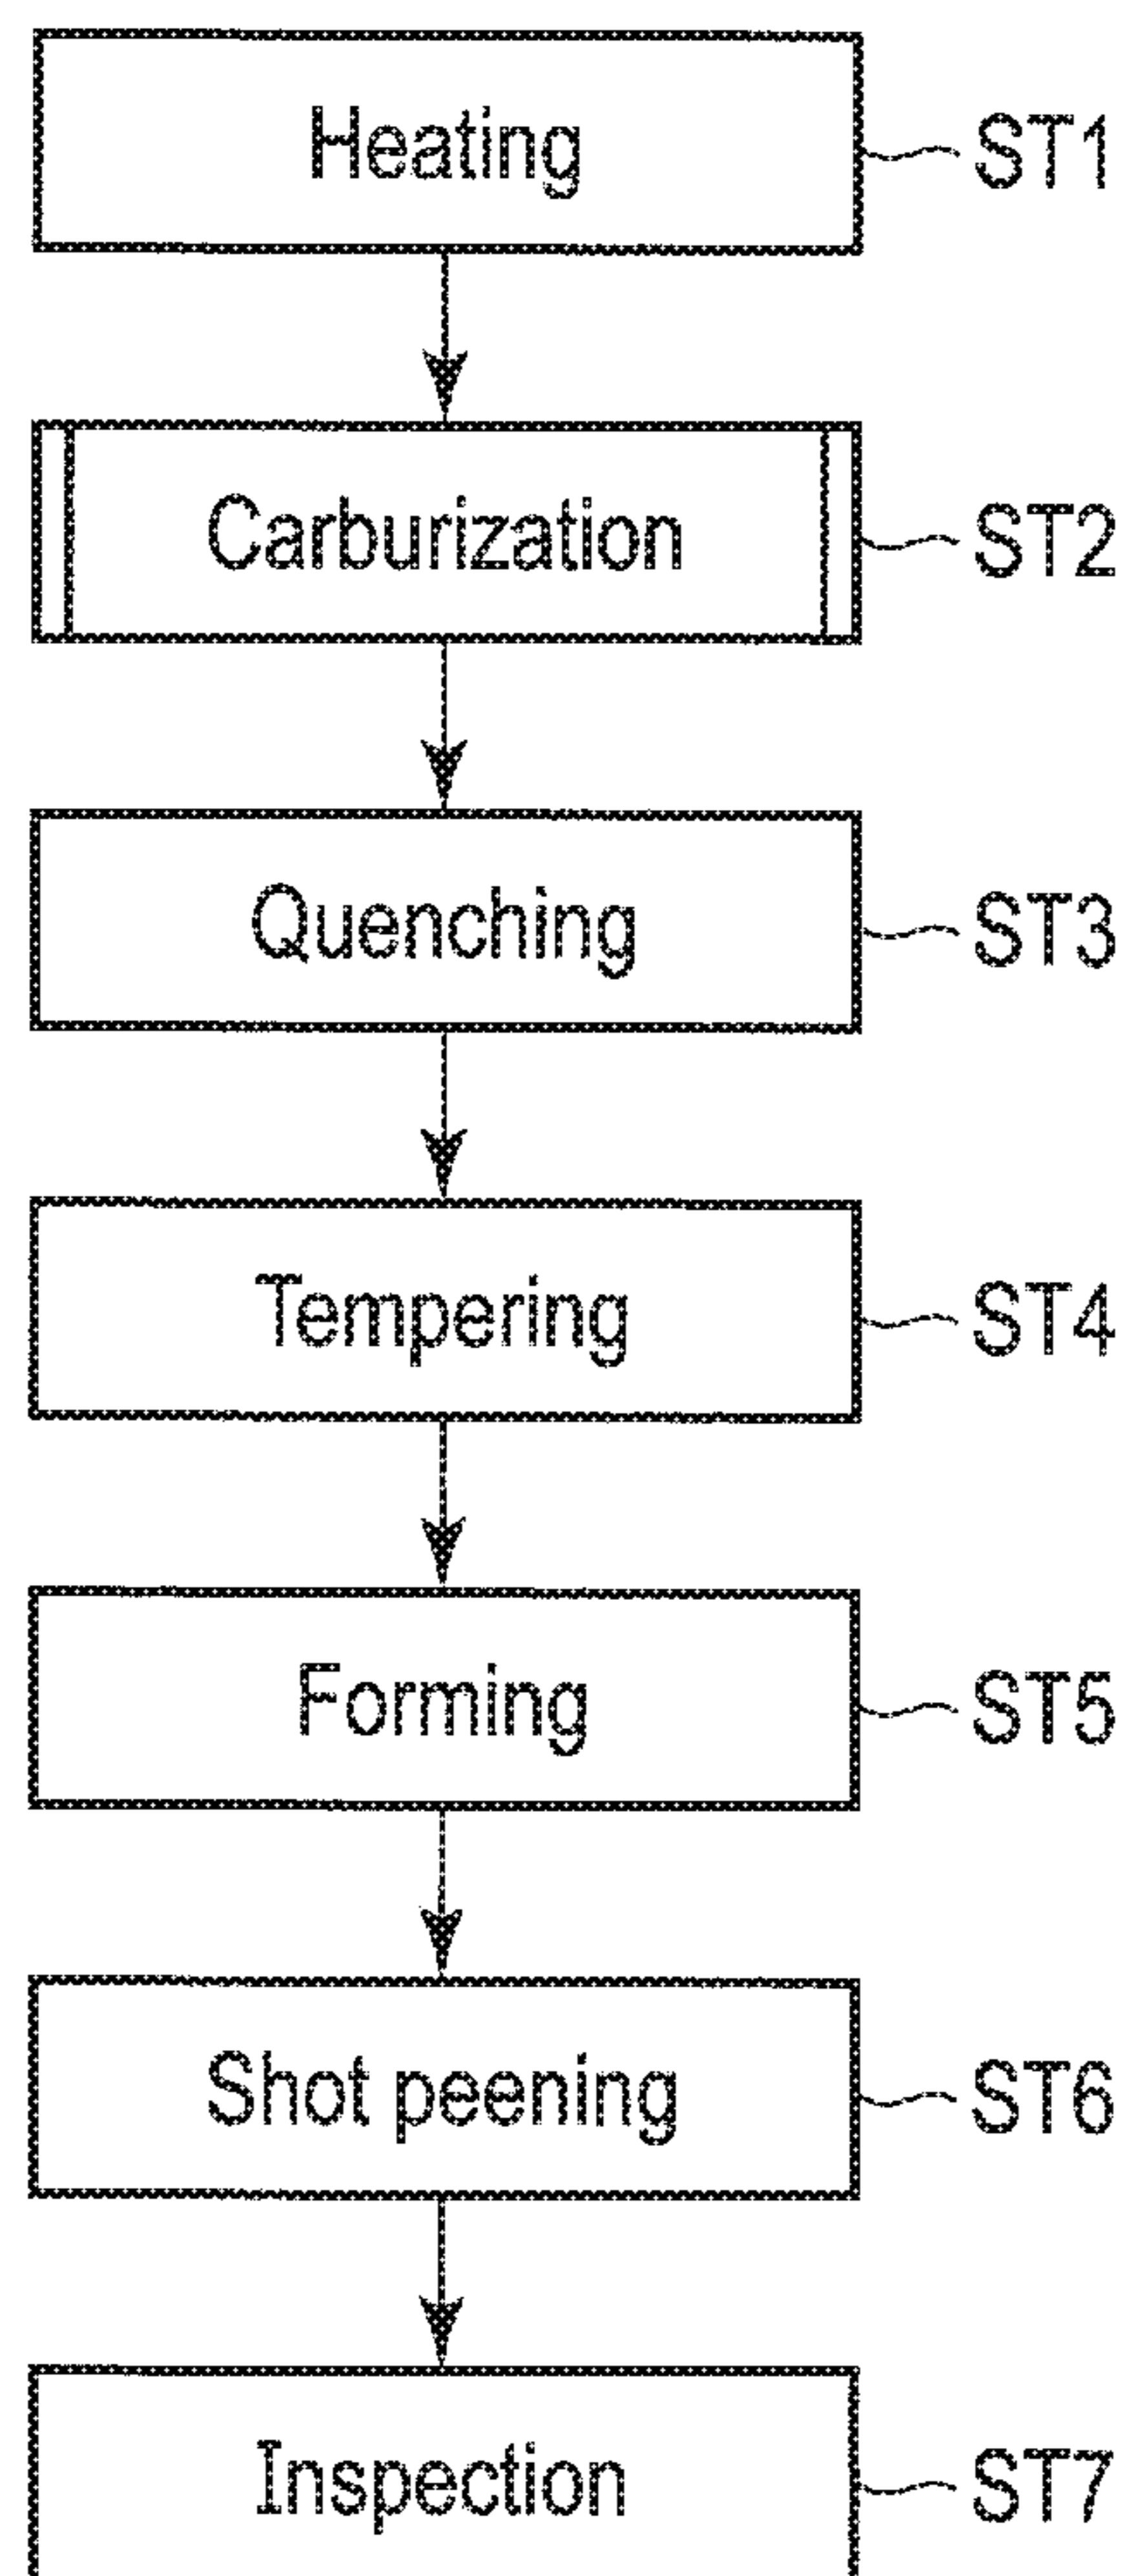 Heating ST1
Carburization ST2
Quenching ST3
Tempering ST4
Forming ST5
Shot peening ST6
Inspection ST7